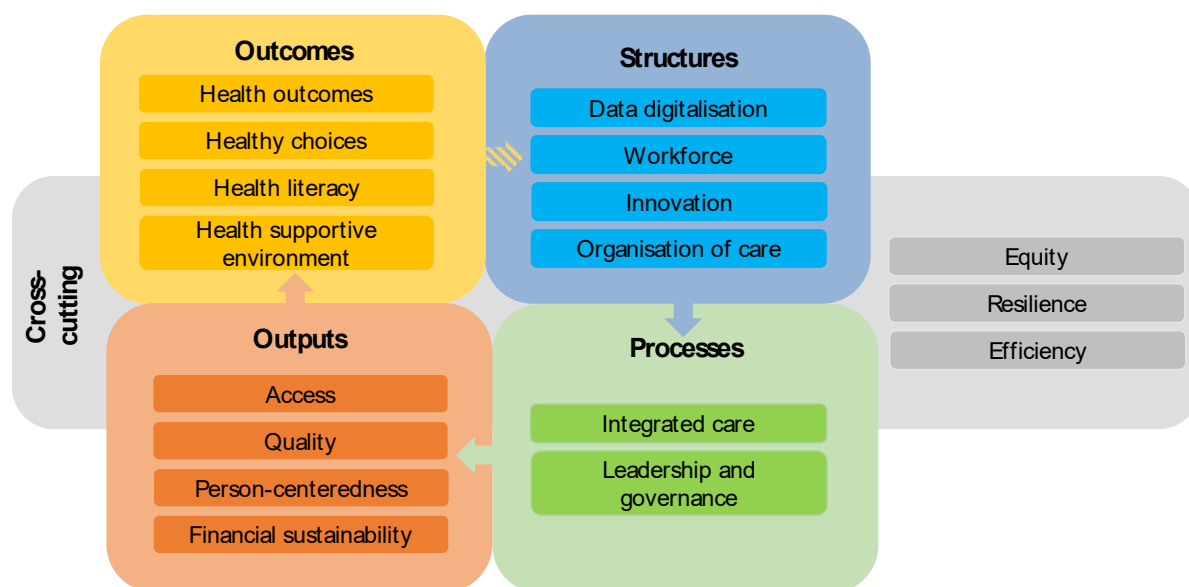 Outcomes
Health outcomes
Healthy choices
Health literacy
Health supportive
environment
Structures
Data digitalisation
Workforce
Innovation
Organisation of care
Cross-
cutting
Equity
Resilience
Efficiency
Outputs
Access
Quality
Person-centeredness
Financial sustainability
Processes
Integrated care
Leadership and
governance